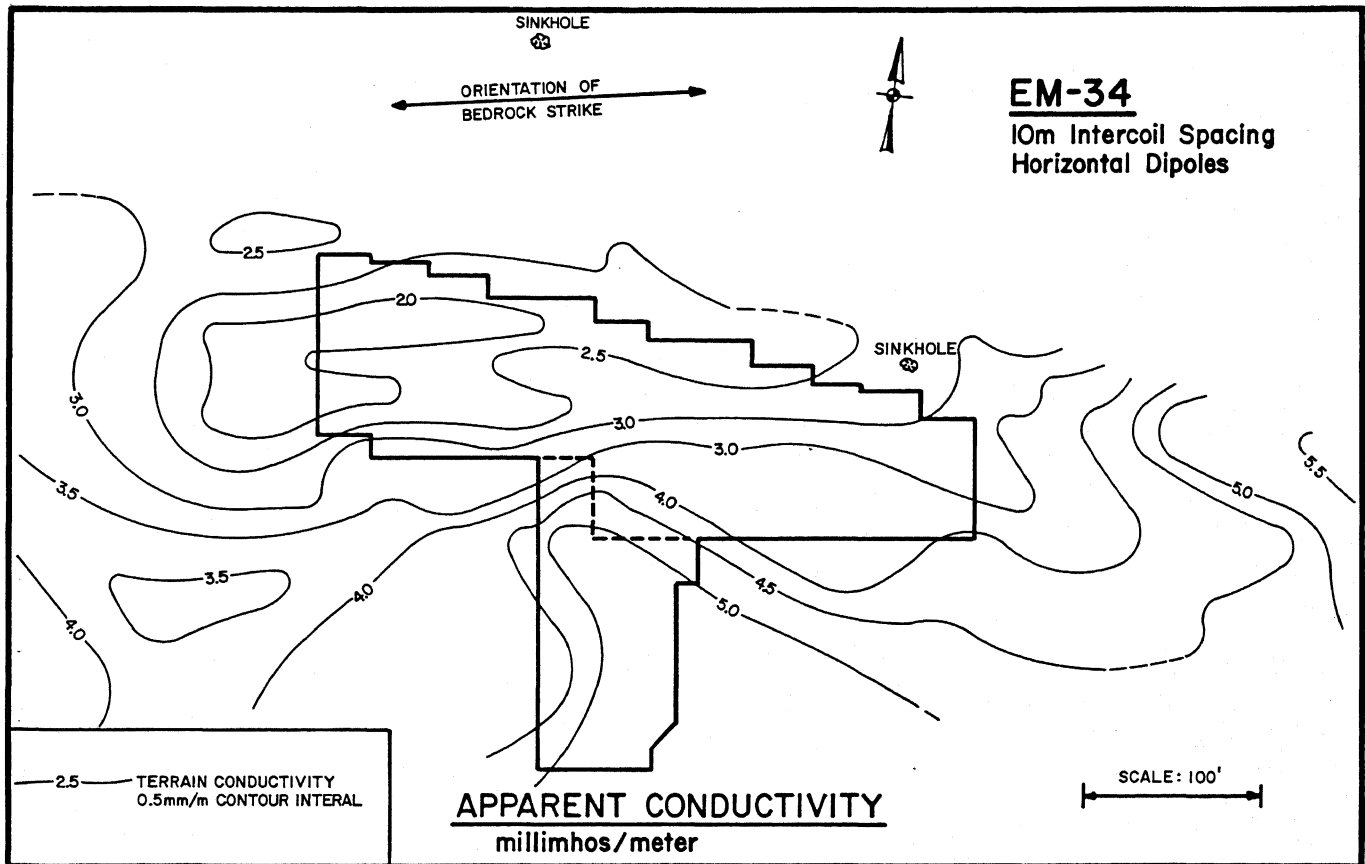 SINKHOLE
ORIENTATION OF
BEDROCK STRIKE
EM-34
10m Intercoil Spacing
Horizontal Dipoles
2.5
2.0
SINKHOLE
2.5
3.0
3.0
3.0
5.5
3.5
4.0
5.0
3.5
4.0
4.5
5.0
4.0
2.5 TERRAIN CONDUCTIVITY
0.5mm/m CONTOUR INTERAL
APPARENT CONDUCTIVITY
millimhos/meter
SCALE: 100'